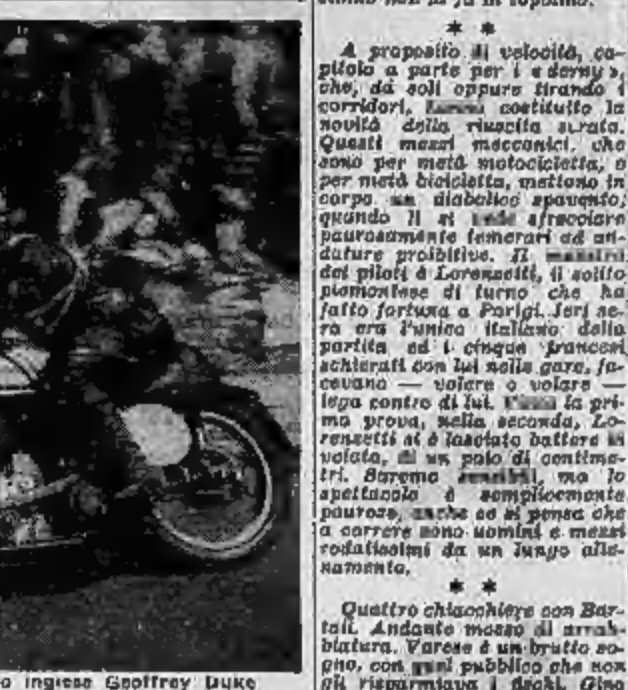 A proposito di velocità, ca-
pitolo a parte per i « derny »,
che, da soli oppure tirando i
corridori, hanno costituito la
novità della riuscita serata.
Questi mezzi meccanici, che
sono per metà motocicletta, e
per metà bicicletta, mettono in
corpo un diabolico spavento,
quando li si vede sfrecciare
paurosamente temerari ad an-
dature proibitive. Il
dei piloti è Lorenzetti, il solito
piemontese di turno che ha
fatto fortuna a Parigi. Ieri se-
ra era l'unico italiano della
partita ed i cinque francesi
schierati con lui nella gara, fa-
cevano — volere o volare —
lega contro di lui. la pri-
ma prova, nella seconda, Lo-
renzetti si è lasciato battere in
volata, di un paio di centime-
tri. Saremo , ma lo
spettacolo è semplicemente
pauroso, anche se si pensa che
a correre sono uomini e mezzi
rodatissimi da un lungo alle-
namento.
* *
Quattro chiacchiere con Bar-
tali. Andante mosso di arrab-
biatura. Varese è un brutto so-
gno, con quel pubblico che non
gli risparmiava i fischi. Gino
o inglese Geoffrey Duke